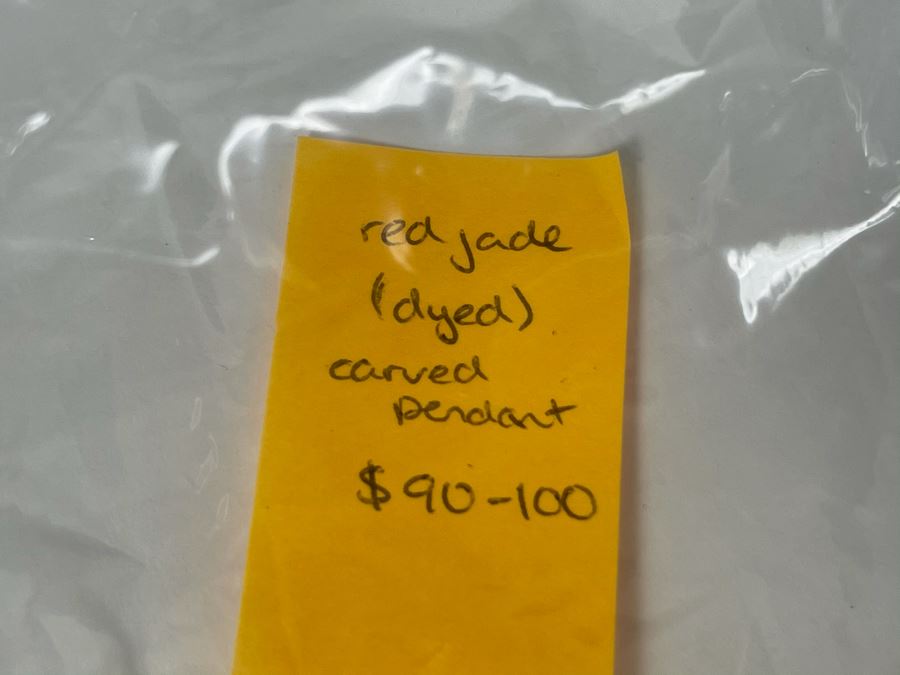 red jade
(dyed)
carved
pendant
$90-100